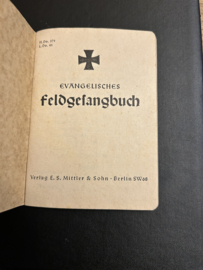 EVANGELISCHES
Feldgesangbuch
Verlag E. S. Mittler & Sohn · Berlin SW68